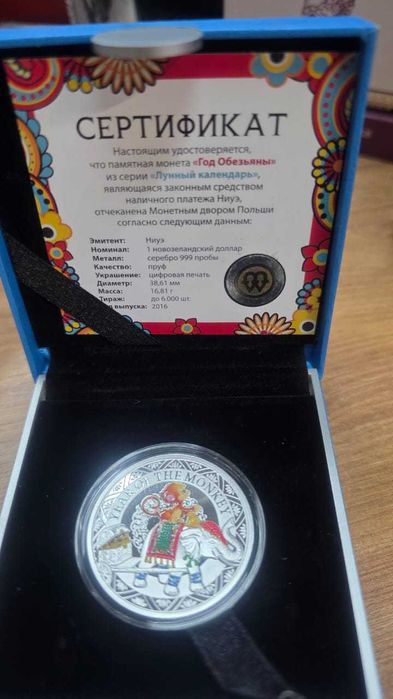 СЕРТИФИКАТ
Настоящим удостоверяется,
что памятная монета «Год Обезьяны»
из серии «Лунный календарь»,
являющаяся законным средством
наличного платежа Ниуэ,
отчеканена Монетным двором Польши
согласно следующим данным:
Эмитент: Ниуэ
Номинал: 1 новозеландский доллар
Металл: серебро 999 пробы
Качество: пруф
Украшение: цифровая печать
Диаметр: 38,61 мм
Масса: 16,81 г
Тираж: до 6.000 шт.
выпуска: 2016
YEAR OF THE MONKEY